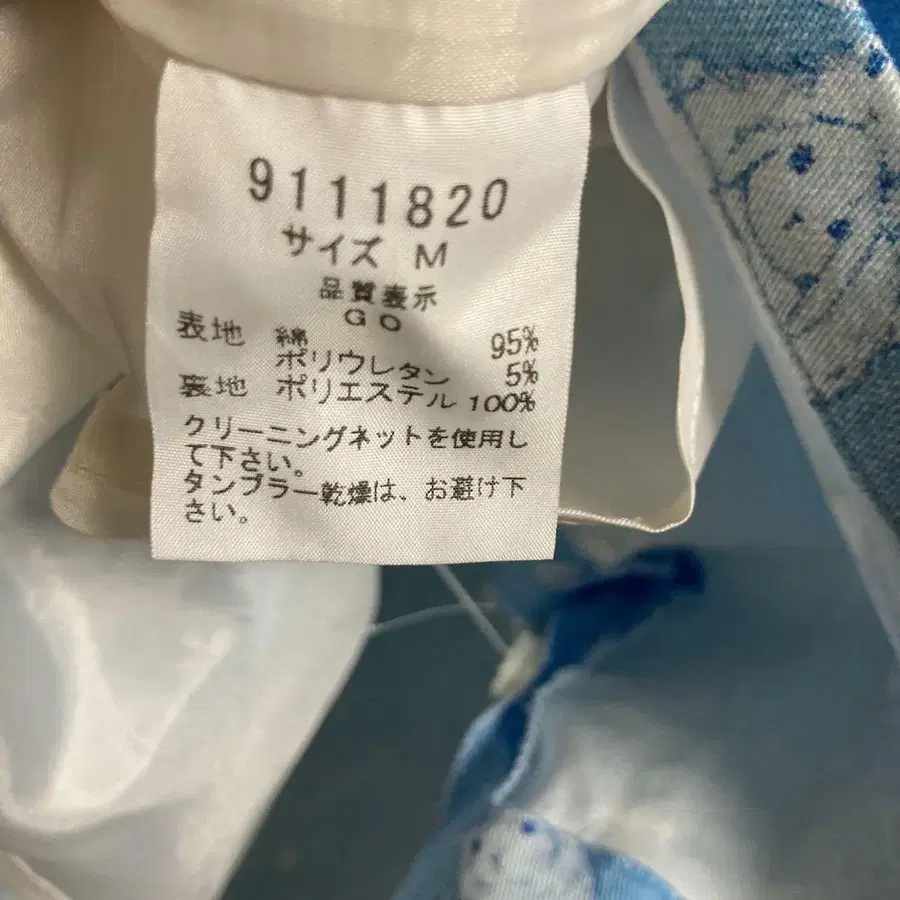 9111820
サイズ M
品質表示
GO
表地 綿 95%
ポリウレタン 5%
裏地 ポリエステル 100%
クリーニングネットを使用し
て下さい。
タンブラー乾燥は、お避け下
さい。